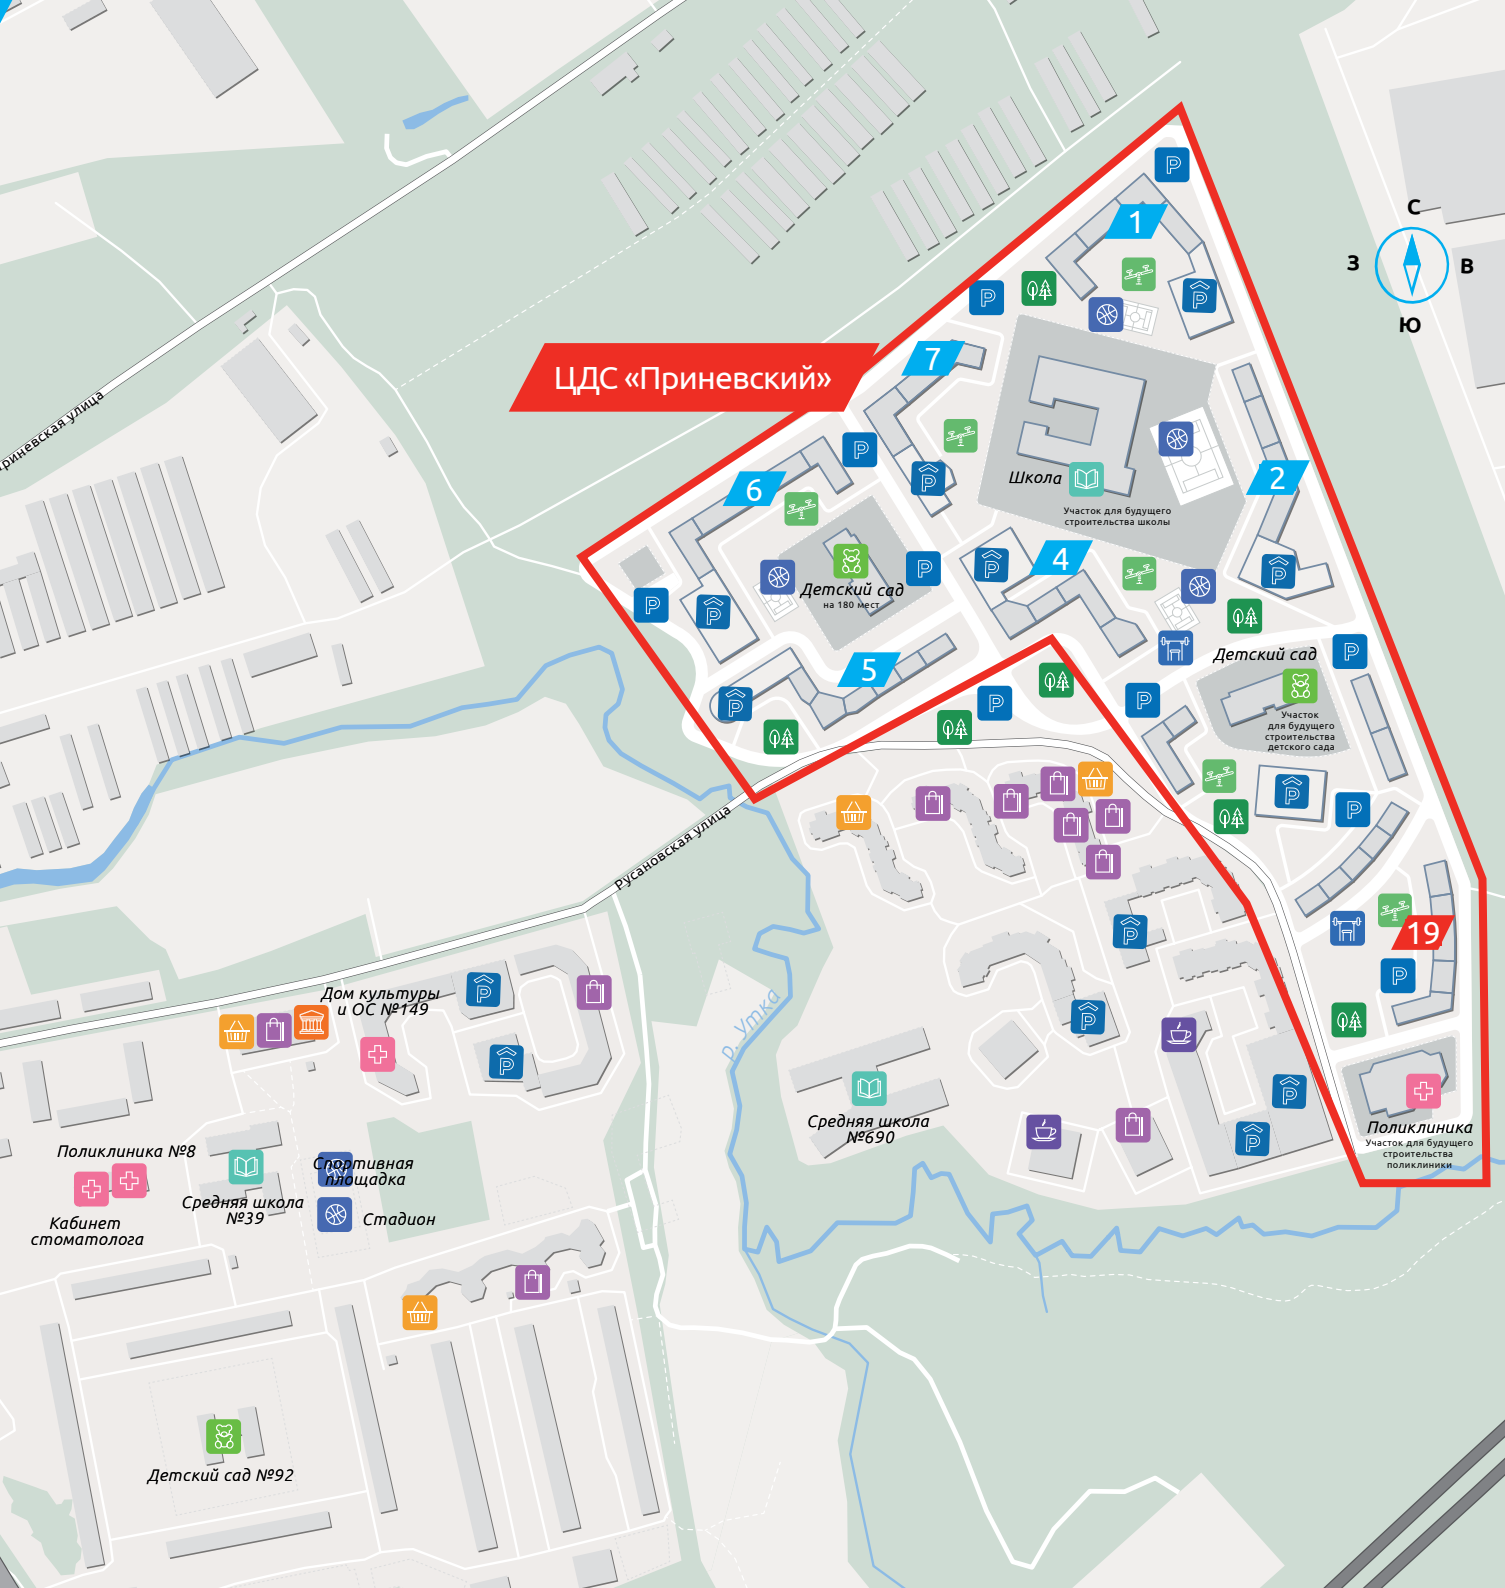 С
З
В
Ю
1
7
ЦДС «Приневский»
Приневская улица
Школа
2
Участок для будущего
строительства школы
6
4
Детский сад
на 180 мест
5
Детский сад
Участок
для будущего
строительства
детского сада
Русановская улица
19
Дом культуры
и ОС №149
р. Утка
Средняя школа
№690
Поликлиника
Участок для будущего
строительства
поликлиники
Поликлиника №8
Кабинет
стоматолога
Средняя школа
№39
Спортивная
площадка
Стадион
Детский сад №92